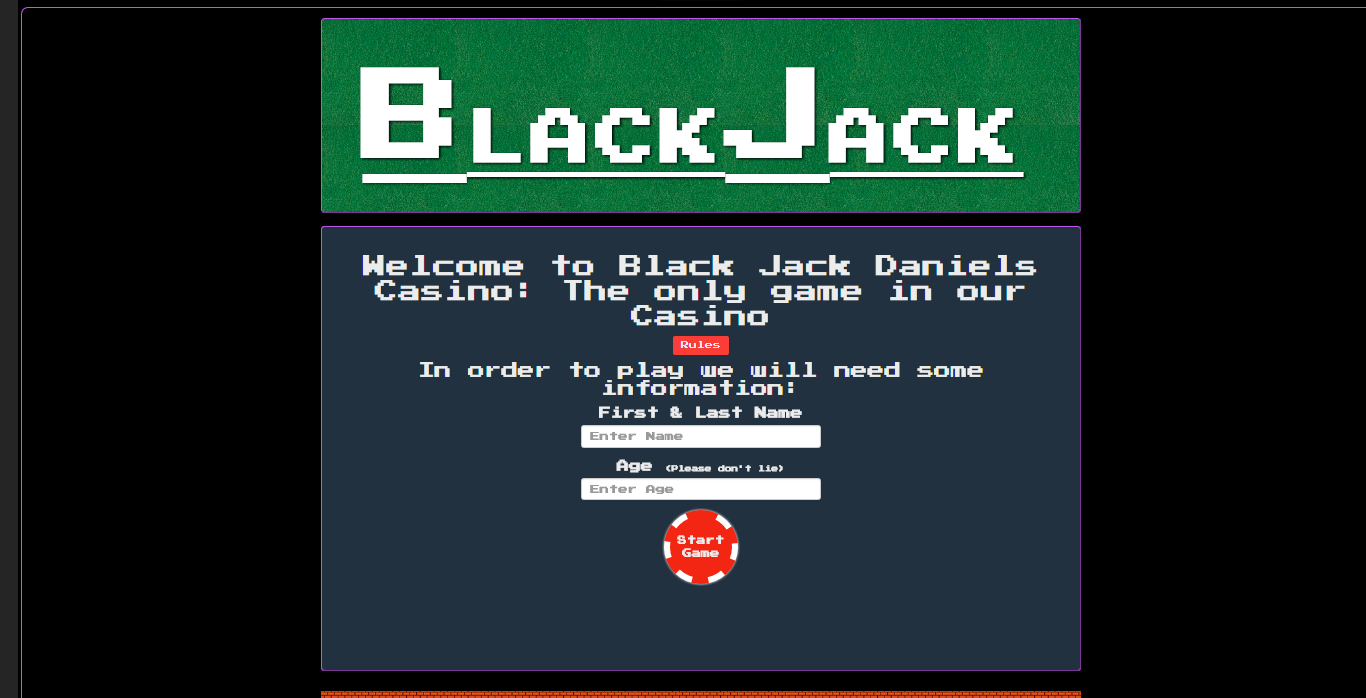 BlackJack
Welcome to Black Jack Daniels
Casino: The only game in our
Casino
Rules
In order to play we will need some
information:
First & Last Name
Enter Name
Age (Please don't lie)
Enter Age
Start
Game